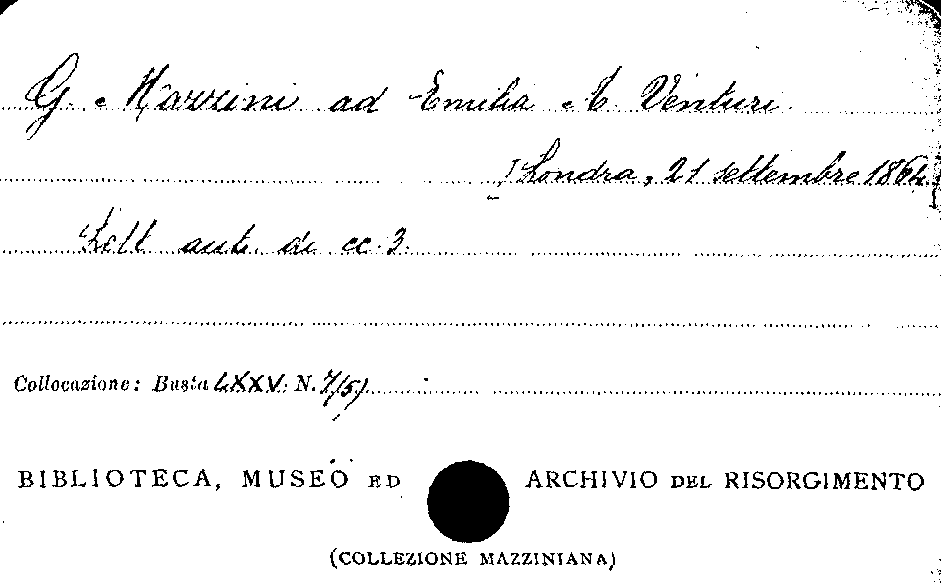 G. Mazzini ad Emilia A. Venturi.
[Londra, 21 settembre 1864.]
Lett. aut. di cc. 3.
Collocazione: Busta LXXV. N. 7/(5)
BIBLIOTECA, MUSEO ED ARCHIVIO DEL RISORGIMENTO
(COLLEZIONE MAZZINIANA)